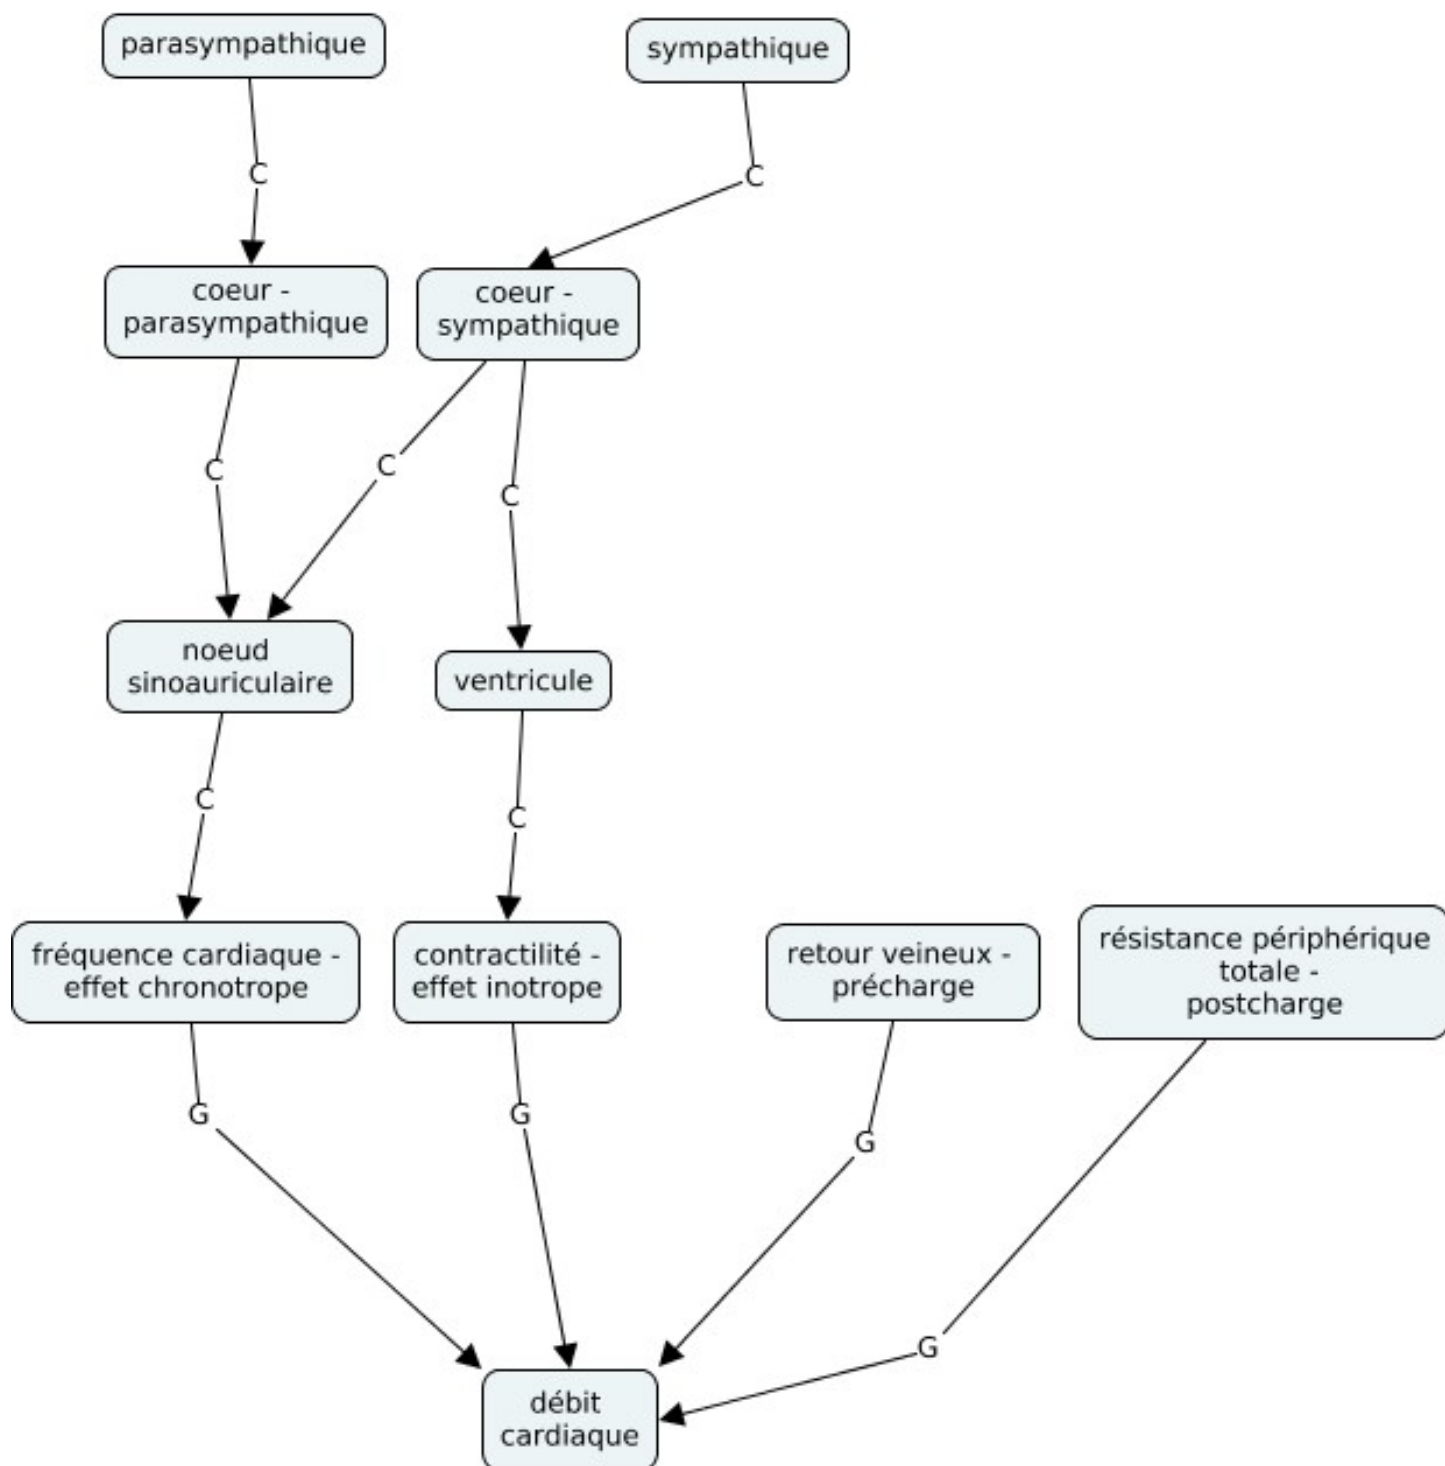 parasympathique
sympathique
C
C
coeur -
parasympathique
coeur -
sympathique
C
C
C
noeud
sinoauriculaire
ventricule
C
C
fréquence cardiaque -
effet chronotrope
contractilité -
effet inotrope
retour veineux -
précharge
résistance périphérique
totale -
postcharge
G
G
G
G
débit
cardiaque